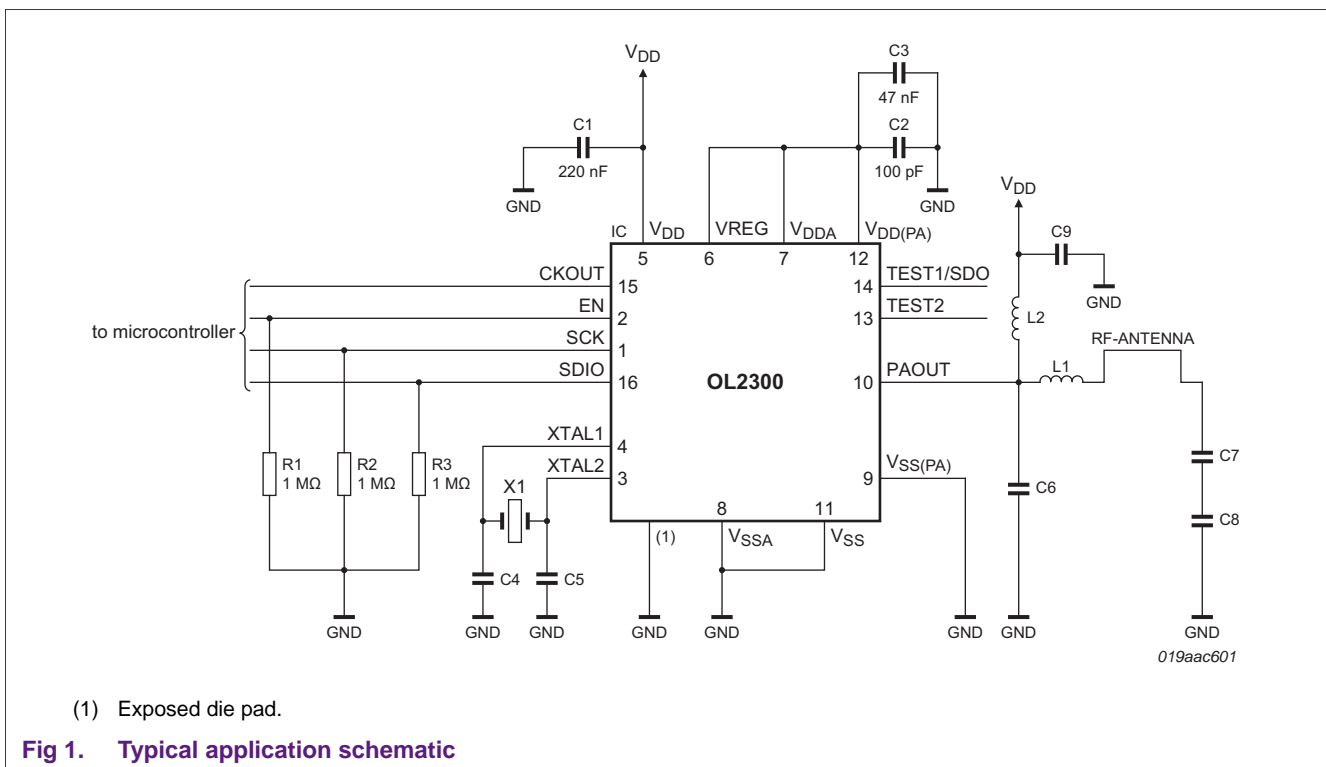 C3
VDD
47 nF
C1
C2
220 nF
100 pF
GND
GND
VDD
IC
VDD
VREG
VDDA
VDD(PA)
C9
5
6
7
12
CKOUT
15
14
TEST1/SDO
GND
EN
2
13
TEST2
L2
to microcontroller
SCK
1
RF-ANTENNA
SDIO
16
OL2300
10
PAOUT
L1
XTAL1
4
R1
1 MΩ
R2
1 MΩ
R3
1 MΩ
XTAL2
3
9
VSS(PA)
C7
X1
C6
8
11
C8
(1)
VSSA
VSS
C4
C5
GND
GND
GND
GND
GND
GND
GND
GND
019aac601
(1) Exposed die pad.
Fig 1. Typical application schematic